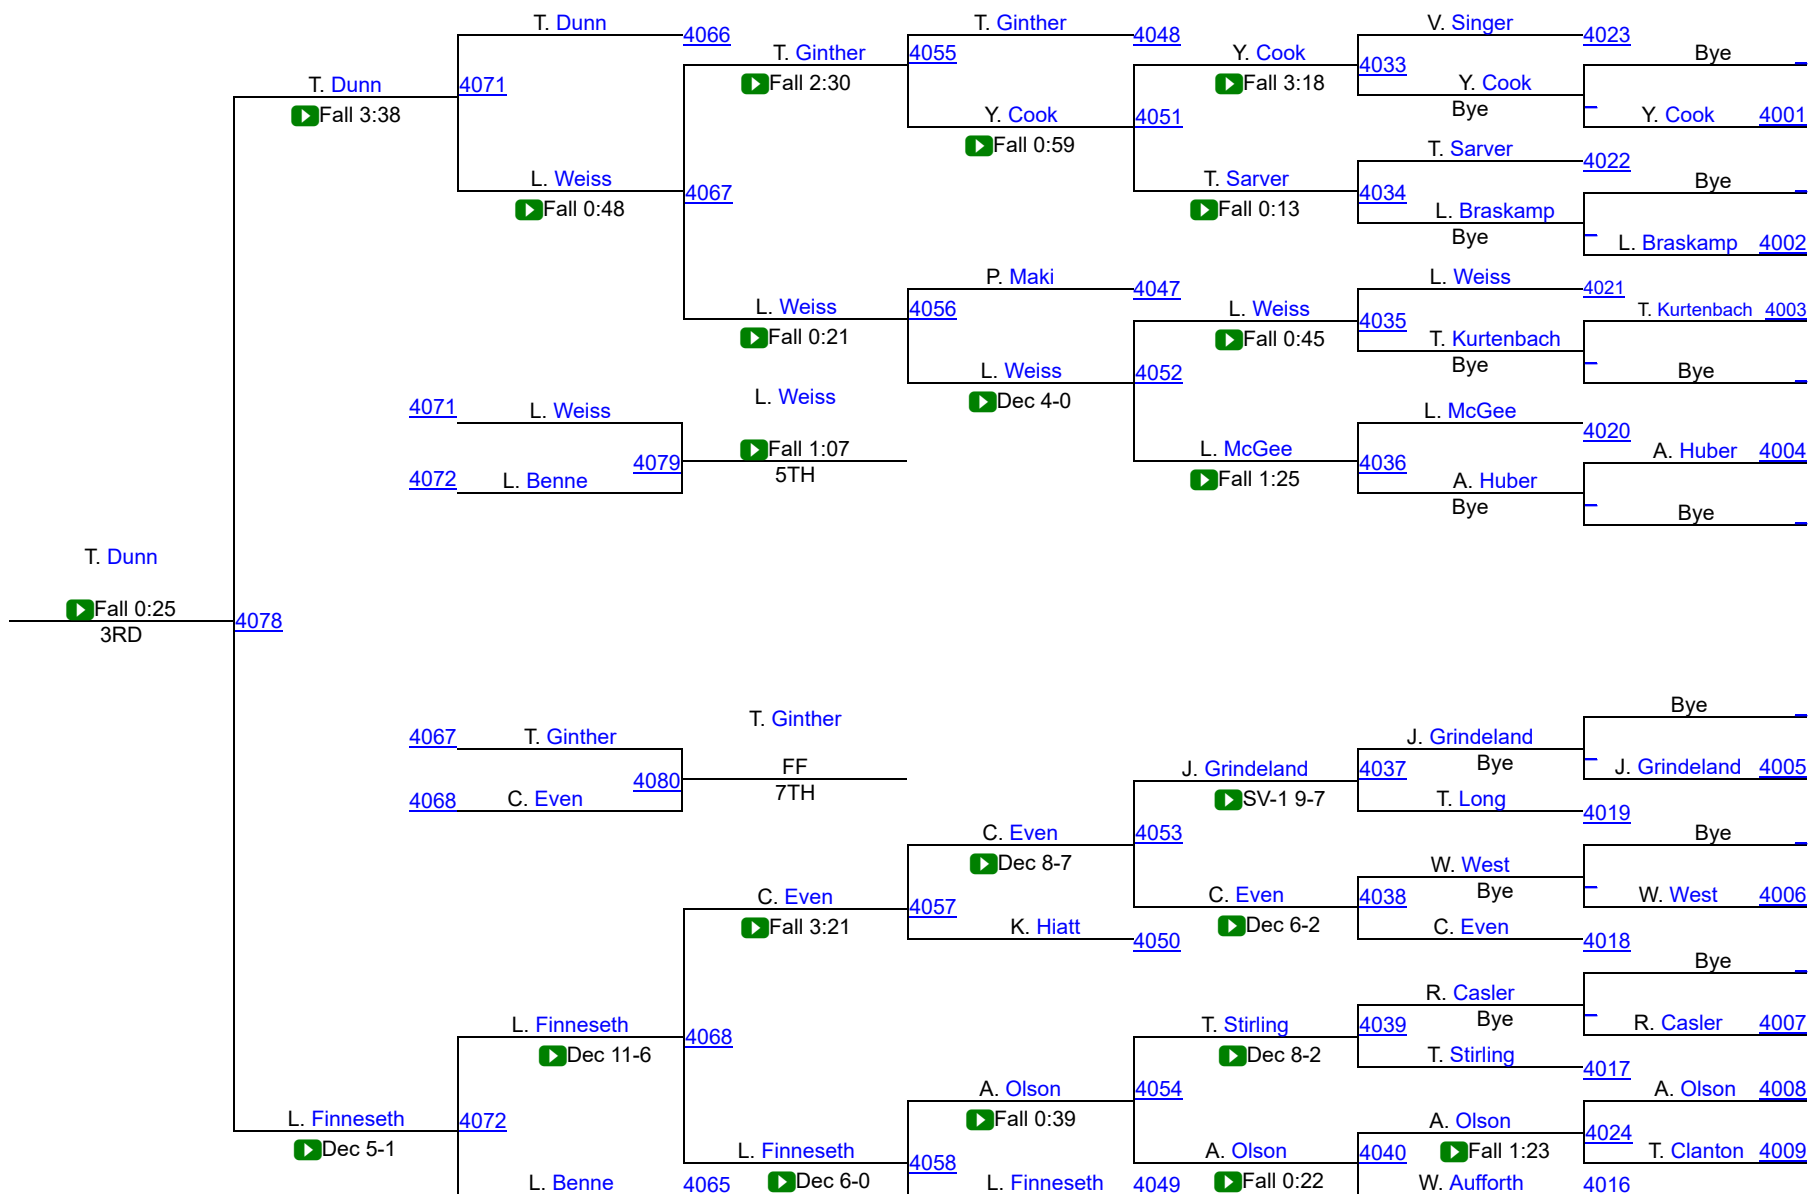 T. Dunn 4066
T. Ginther 4048
V. Singer 4023
Bye
T. Ginther 4055
Fall 2:30
Y. Cook 4033
Fall 3:18
Y. Cook
Bye
Y. Cook 4001
T. Dunn 4071
Fall 3:38
Y. Cook 4051
Fall 0:59
T. Sarver 4022
Bye
L. Weiss 4067
Fall 0:48
T. Sarver 4034
Fall 0:13
L. Braskamp
Bye
L. Braskamp 4002
P. Maki 4047
L. Weiss 4021
T. Kurtenbach 4003
L. Weiss 4056
Fall 0:21
L. Weiss 4035
Fall 0:45
T. Kurtenbach
Bye
Bye
L. Weiss 4052
Dec 4-0
L. Weiss
4071 L. Weiss
Fall 1:07
5TH
4079
4072 L. Benne
L. McGee 4020
A. Huber 4004
L. McGee 4036
Fall 1:25
A. Huber
Bye
Bye
T. Dunn
Fall 0:25
3RD
4078
Bye
T. Ginther
4067 T. Ginther
FF
7TH
4080
4068 C. Even
J. Grindeland
Bye
J. Grindeland 4005
J. Grindeland 4037
SV-1 9-7
T. Long 4019
C. Even 4053
Dec 8-7
Bye
W. West
Bye
W. West 4006
C. Even 4057
Fall 3:21
C. Even 4038
Dec 6-2
K. Hiatt 4050
C. Even 4018
Bye
R. Casler
Bye
R. Casler 4007
L. Finneseth 4068
Dec 11-6
T. Stirling 4039
Dec 8-2
T. Stirling 4017
A. Olson 4054
Fall 0:39
A. Olson 4008
L. Finneseth 4072
Dec 5-1
A. Olson 4024
Fall 1:23
T. Clanton 4009
L. Finneseth 4058
Dec 6-0
A. Olson 4040
Fall 0:22
L. Benne 4065
L. Finneseth 4049
W. Aufforth 4016